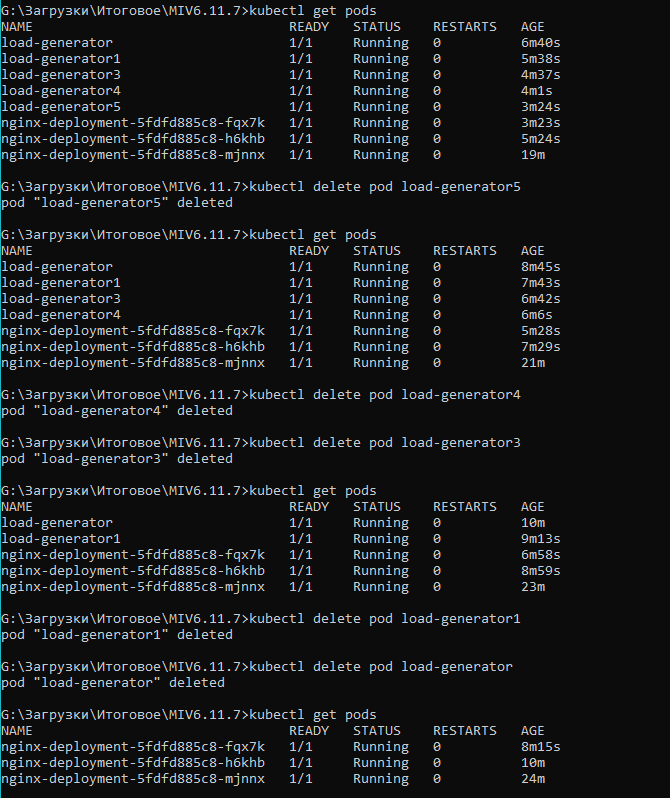 G:\Загрузки\Итоговое\MIV6.11.7>kubectl get pods
NAME READY STATUS RESTARTS AGE
load-generator 1/1 Running 0 6m40s
load-generator1 1/1 Running 0 5m38s
load-generator3 1/1 Running 0 4m37s
load-generator4 1/1 Running 0 4m1s
load-generator5 1/1 Running 0 3m24s
nginx-deployment-5fdfd885c8-fqx7k 1/1 Running 0 3m23s
nginx-deployment-5fdfd885c8-h6khb 1/1 Running 0 5m24s
nginx-deployment-5fdfd885c8-mjnnx 1/1 Running 0 19m
G:\Загрузки\Итоговое\MIV6.11.7>kubectl delete pod load-generator5
pod "load-generator5" deleted
G:\Загрузки\Итоговое\MIV6.11.7>kubectl get pods
NAME READY STATUS RESTARTS AGE
load-generator 1/1 Running 0 8m45s
load-generator1 1/1 Running 0 7m43s
load-generator3 1/1 Running 0 6m42s
load-generator4 1/1 Running 0 6m6s
nginx-deployment-5fdfd885c8-fqx7k 1/1 Running 0 5m28s
nginx-deployment-5fdfd885c8-h6khb 1/1 Running 0 7m29s
nginx-deployment-5fdfd885c8-mjnnx 1/1 Running 0 21m
G:\Загрузки\Итоговое\MIV6.11.7>kubectl delete pod load-generator4
pod "load-generator4" deleted
G:\Загрузки\Итоговое\MIV6.11.7>kubectl delete pod load-generator3
pod "load-generator3" deleted
G:\Загрузки\Итоговое\MIV6.11.7>kubectl get pods
NAME READY STATUS RESTARTS AGE
load-generator 1/1 Running 0 10m
load-generator1 1/1 Running 0 9m13s
nginx-deployment-5fdfd885c8-fqx7k 1/1 Running 0 6m58s
nginx-deployment-5fdfd885c8-h6khb 1/1 Running 0 8m59s
nginx-deployment-5fdfd885c8-mjnnx 1/1 Running 0 23m
G:\Загрузки\Итоговое\MIV6.11.7>kubectl delete pod load-generator1
pod "load-generator1" deleted
G:\Загрузки\Итоговое\MIV6.11.7>kubectl delete pod load-generator
pod "load-generator" deleted
G:\Загрузки\Итоговое\MIV6.11.7>kubectl get pods
NAME READY STATUS RESTARTS AGE
nginx-deployment-5fdfd885c8-fqx7k 1/1 Running 0 8m15s
nginx-deployment-5fdfd885c8-h6khb 1/1 Running 0 10m
nginx-deployment-5fdfd885c8-mjnnx 1/1 Running 0 24m